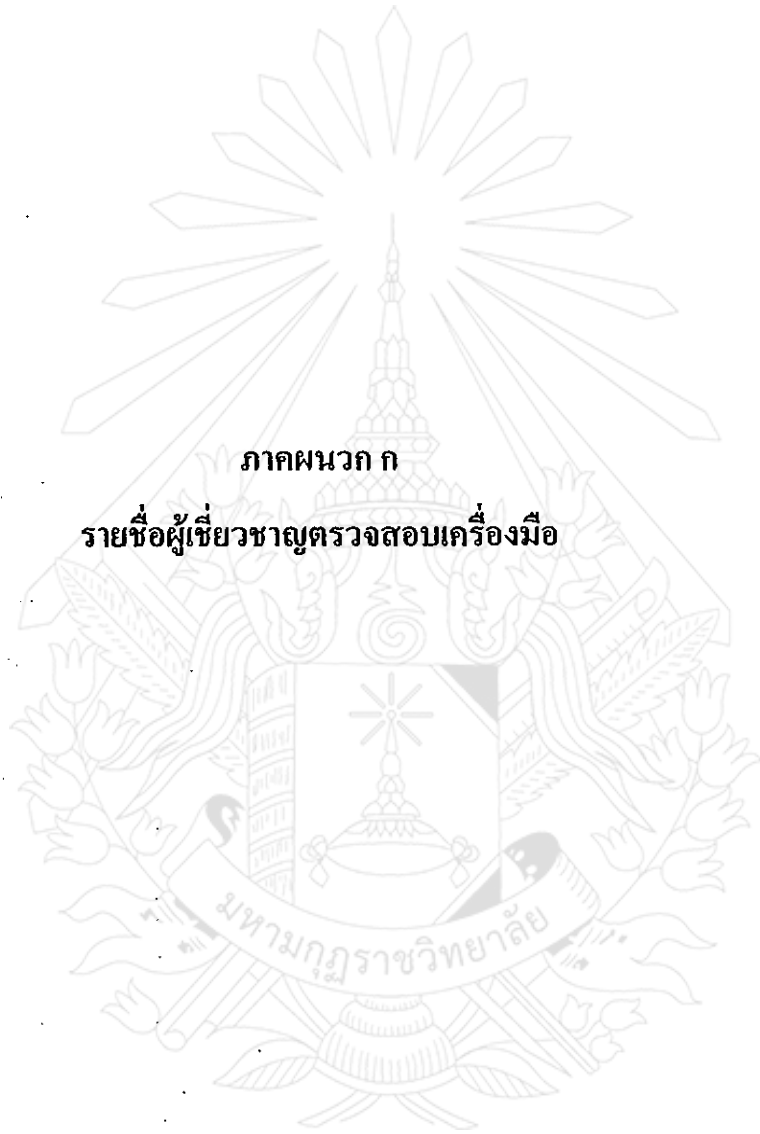 ภาคผนวก ก
รายชื่อผู้เชี่ยวชาญตรวจสอบเครื่องมือ
มหามกุฏราชวิทยาลัย